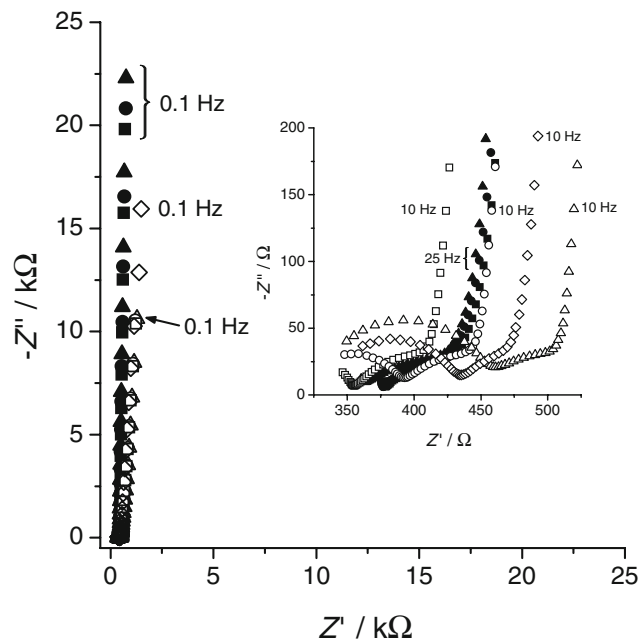 25
20
15
10
5
0
-Z″ / kΩ
0 5 10 15 20 25
Z′ / kΩ
0.1 Hz
0.1 Hz
0.1 Hz
200
150
100
50
0
-Z″ / Ω
350 400 450 500
Z′ / Ω
10 Hz
10 Hz
10 Hz
10 Hz
25 Hz